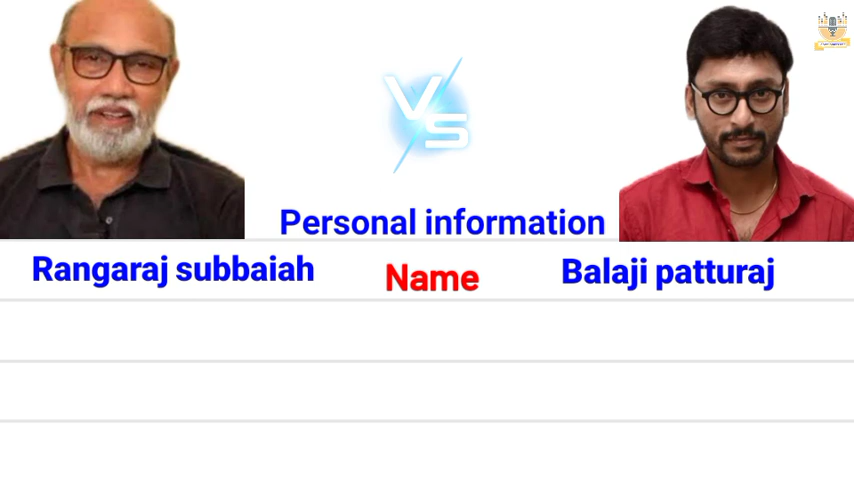 VS
Personal information
Rangaraj subbaiah
Name
Balaji patturaj